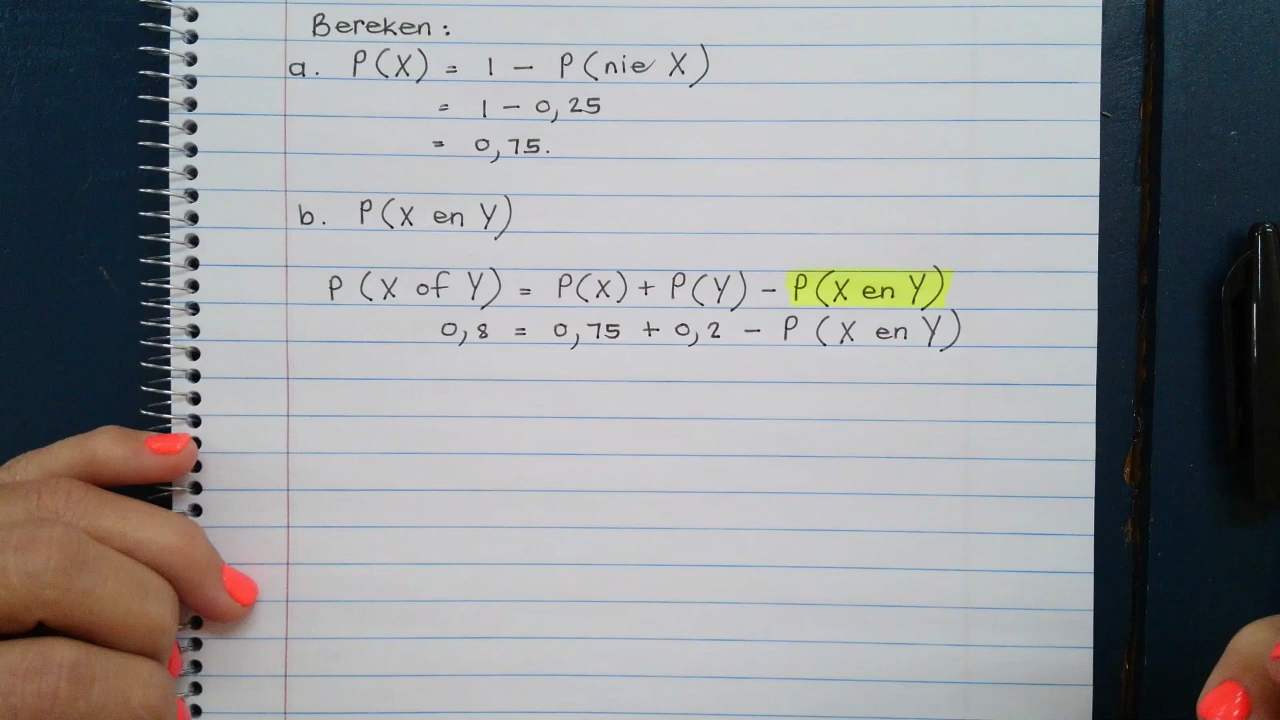 Bereken :
a. P(X) = 1 - P(nie X)
= 1 - 0,25
= 0,75.
b. P(X en Y)
P (X of Y) = P(X) + P(Y) - P(X en Y)
0,8 = 0,75 + 0,2 - P (X en Y)